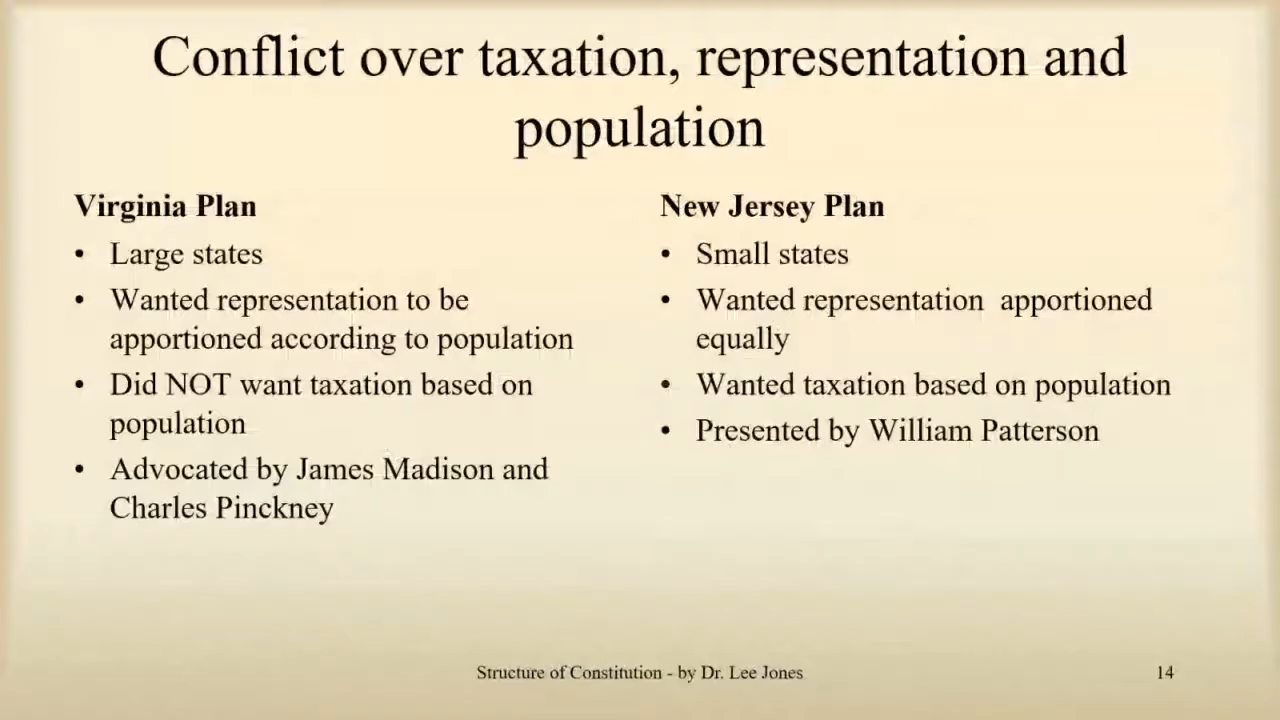 Conflict over taxation, representation and
population
Virginia Plan
• Large states
• Wanted representation to be
apportioned according to population
• Did NOT want taxation based on
population
• Advocated by James Madison and
Charles Pinckney
New Jersey Plan
• Small states
• Wanted representation  apportioned
equally
• Wanted taxation based on population
• Presented by William Patterson
Structure of Constitution - by Dr. Lee Jones
14